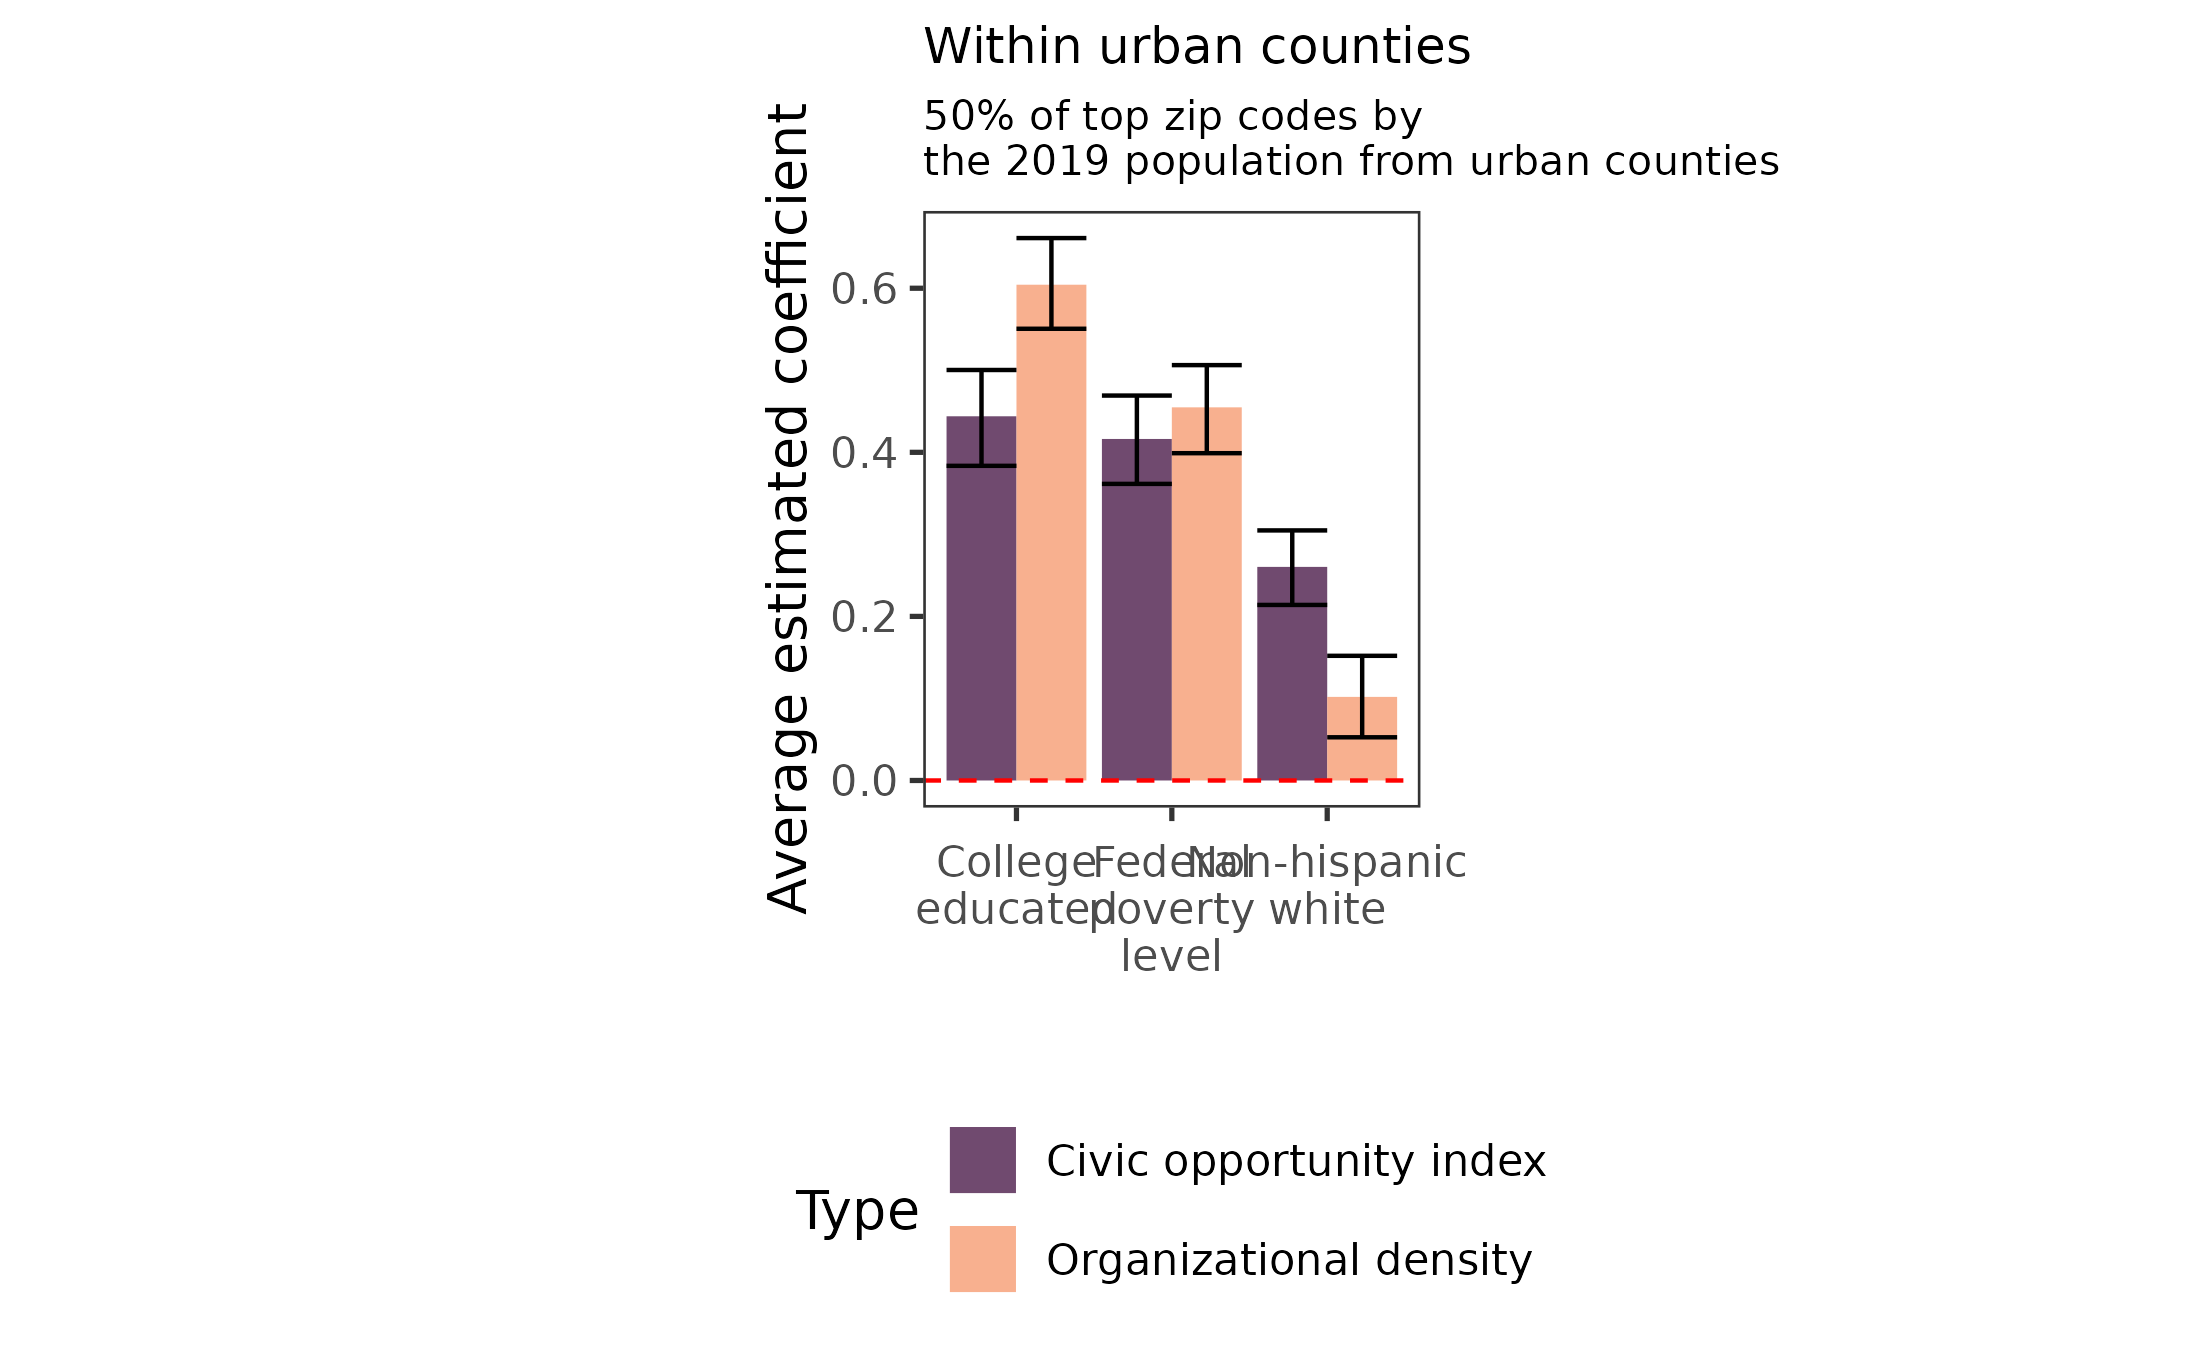 Within urban counties
50% of top zip codes by
the 2019 population from urban counties
Average estimated coefficient
0.6
0.4
0.2
0.0
College
educated
Federal
poverty
level
Non-hispanic
white
Type
Civic opportunity index
Organizational density